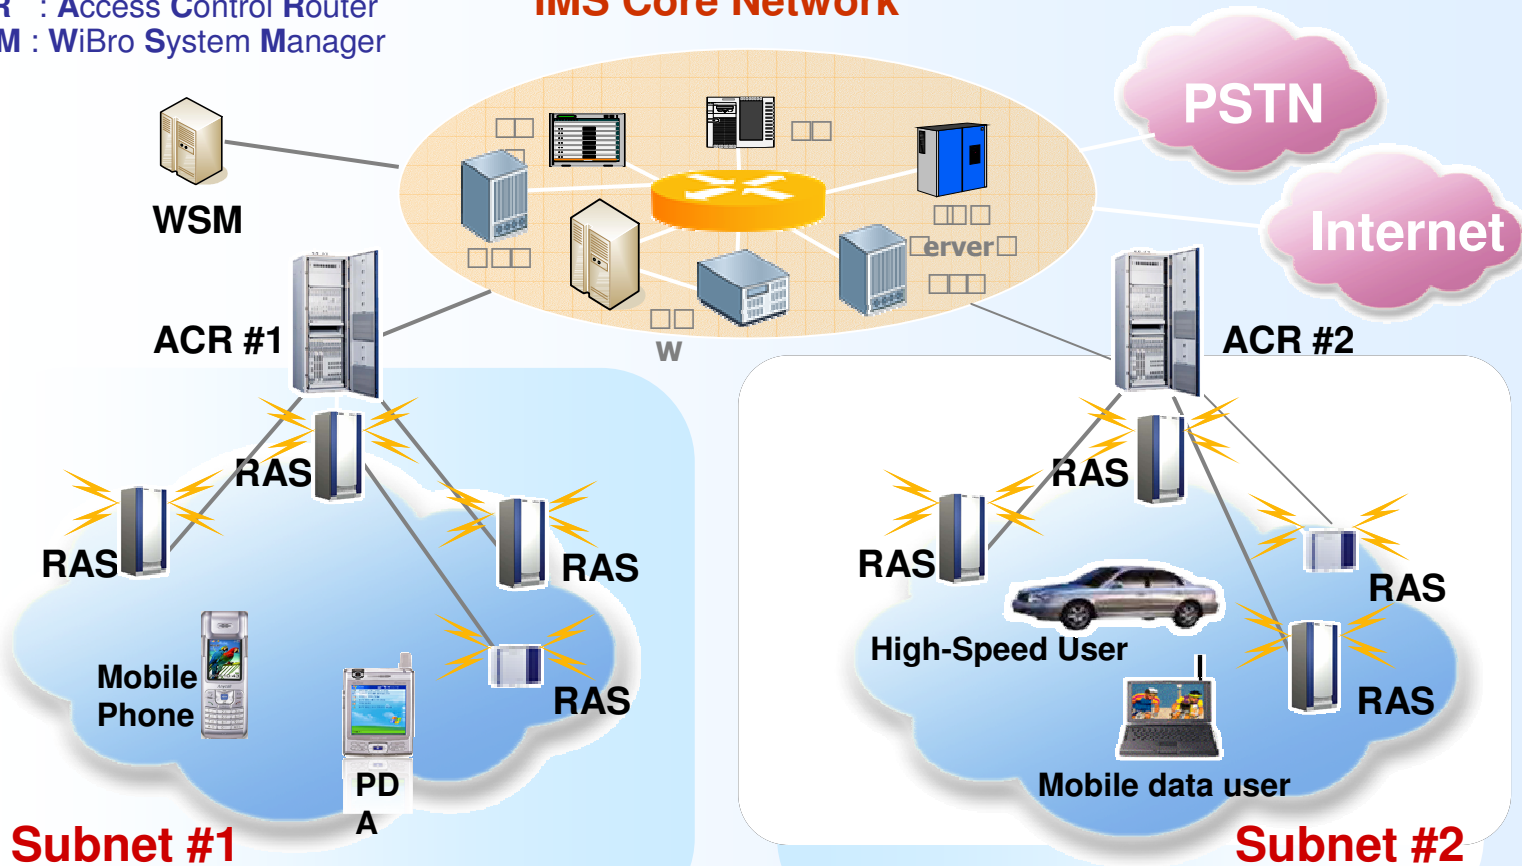 R : Access Control Router
IMS Core Network
M : WiBro System Manager
PSTN
Internet
WSM
erver
W
ACR #1
ACR #2
RAS
RAS
RAS
RAS
RAS
RAS
RAS
RAS
Mobile
Phone
PD
A
High-Speed User
Mobile data user
Subnet #1
Subnet #2